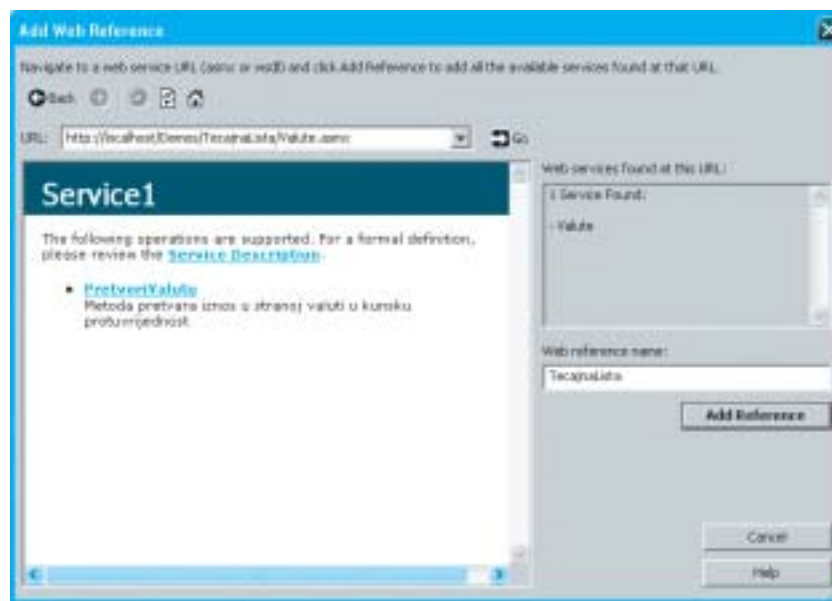 Add Web Reference
Navigate to a web service URL (asmx or wsdl) and click Add Reference to add all the available services found at that URL.
Back
URL: http://localhost/Demos/TecajnaLista/Valute.asmx
Go
Service1
The following operations are supported. For a formal definition,
please review the Service Description.
• PretvoriValutu
Metoda pretvara iznos u stranoj valuti u kunsku
protuvrijednost
Web services found at this URL:
1 Service Found:
- Valute
Web reference name:
TecajnaLista
Add Reference
Cancel
Help